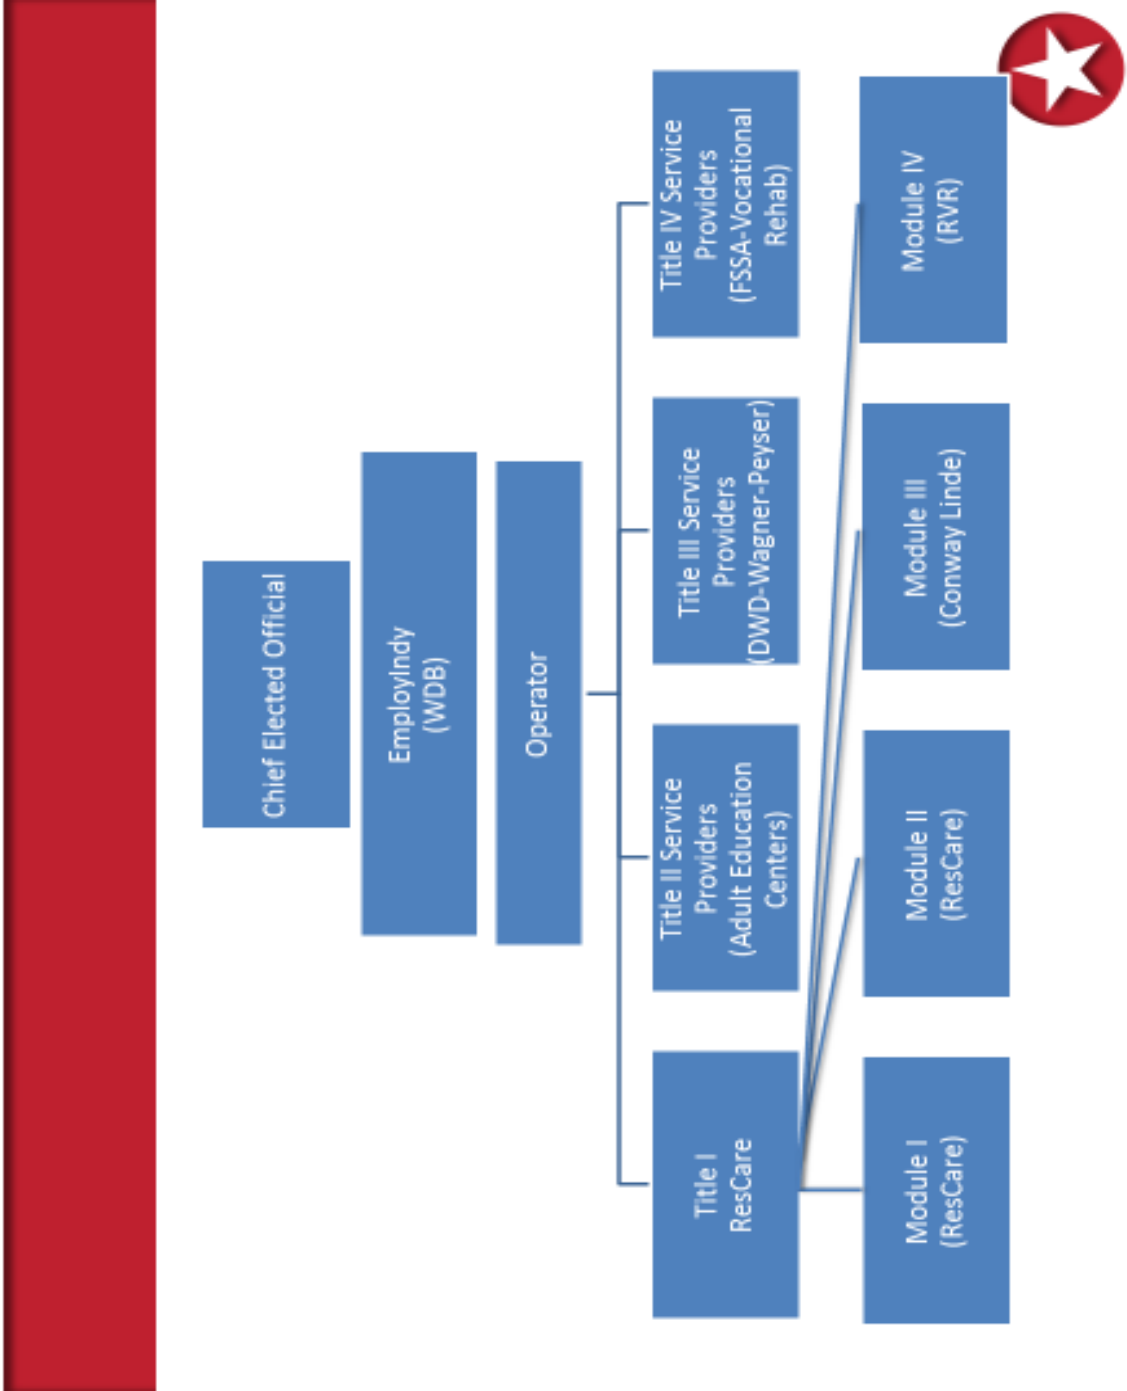 Chief Elected Official
EmployIndy
(WDB)
Operator
Title I
ResCare
Title II Service
Providers
(Adult Education
Centers)
Title III Service
Providers
(DWD-Wagner-Peyser)
Title IV Service
Providers
(FSSA-Vocational
Rehab)
Module I
(ResCare)
Module II
(ResCare)
Module III
(Conway Linde)
Module IV
(RVR)